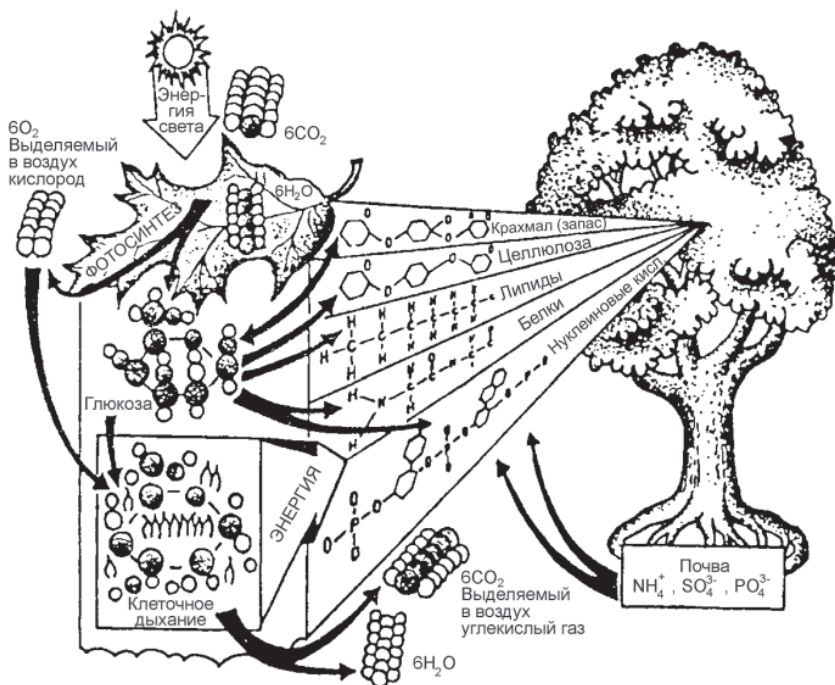 Энер-
гия
света
6CO₂
6O₂
Выделяемый
в воздух
кислород
6H₂O
ФОТОСИНТЕЗ
Крахмал (запас)
Целлюлоза
Липиды
Белки
Нуклеиновые кисл.
Глюкоза
ЭНЕРГИЯ
Клеточное
дыхание
6CO₂
Выделяемый
в воздух
углекислый газ
6H₂O
Почва
NH₄⁺, SO₄³⁻, PO₄³⁻